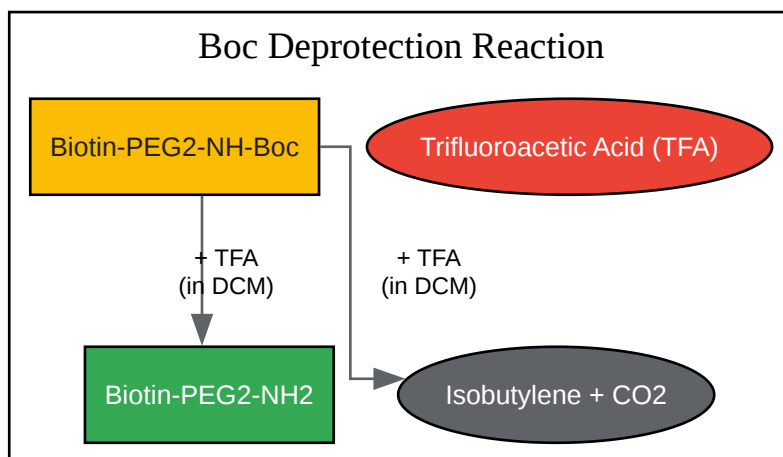 Boc Deprotection Reaction
Biotin-PEG2-NH-Boc
Trifluoroacetic Acid (TFA)
+ TFA
(in DCM)
+ TFA
(in DCM)
Biotin-PEG2-NH2
Isobutylene + CO2